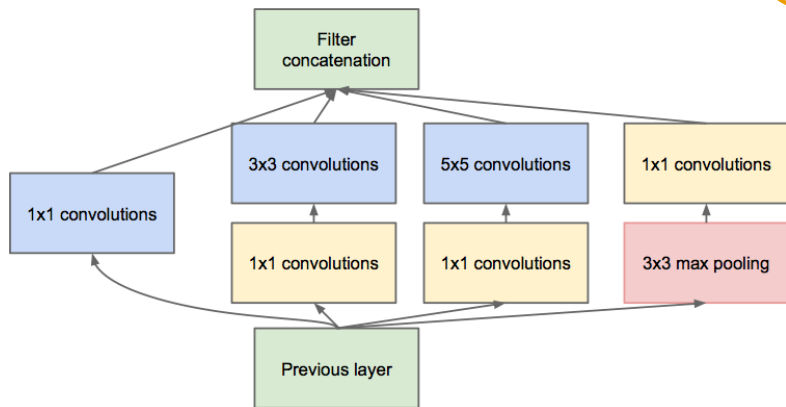 Filter
concatenation
3x3 convolutions
5x5 convolutions
1x1 convolutions
1x1 convolutions
1x1 convolutions
1x1 convolutions
3x3 max pooling
Previous layer